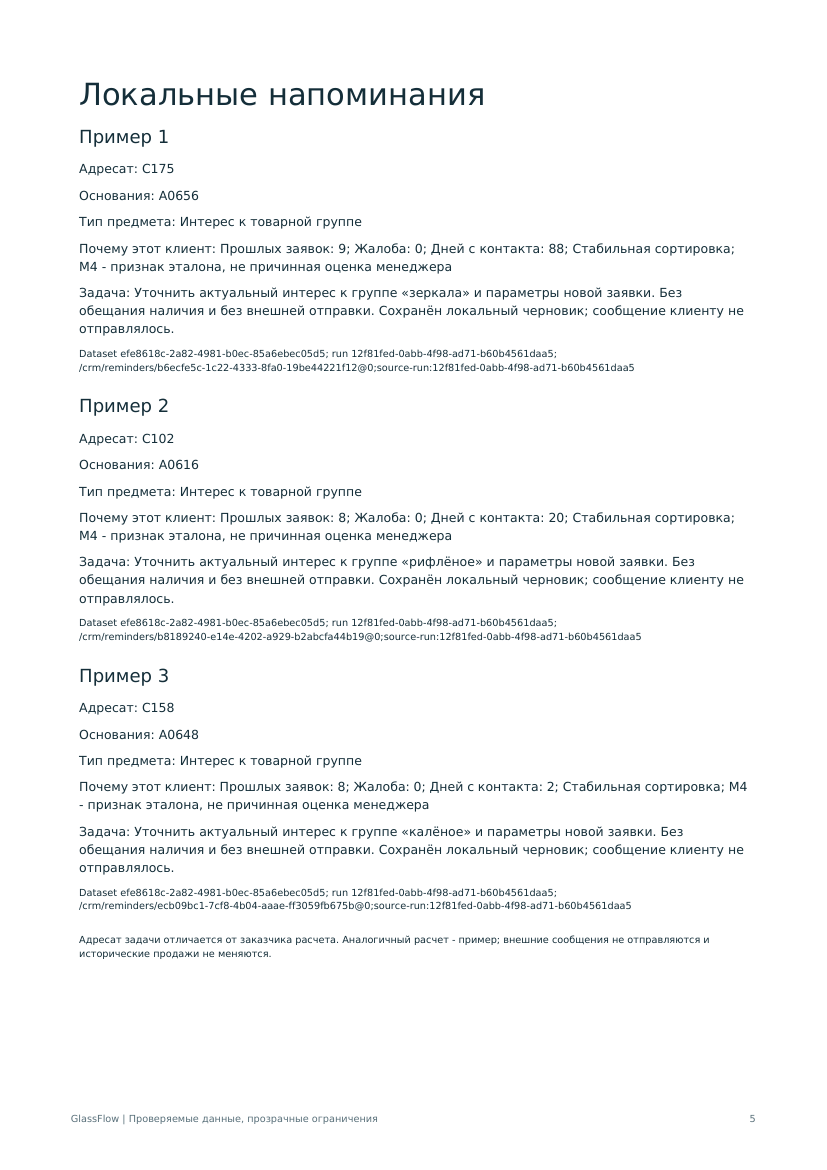 Локальные напоминания
Пример 1
Адресат: C175
Основания: A0656
Тип предмета: Интерес к товарной группе
Почему этот клиент: Прошлых заявок: 9; Жалоба: 0; Дней с контакта: 88; Стабильная сортировка;
M4 - признак эталона, не причинная оценка менеджера
Задача: Уточнить актуальный интерес к группе «зеркала» и параметры новой заявки. Без
обещания наличия и без внешней отправки. Сохранён локальный черновик; сообщение клиенту не
отправлялось.
Dataset efe8618c-2a82-4981-b0ec-85a6ebec05d5; run 12f81fed-0abb-4f98-ad71-b60b4561daa5;
/crm/reminders/b6ecfe5c-1c22-4333-8fa0-19be44221f12@0;source-run:12f81fed-0abb-4f98-ad71-b60b4561daa5
Пример 2
Адресат: C102
Основания: A0616
Тип предмета: Интерес к товарной группе
Почему этот клиент: Прошлых заявок: 8; Жалоба: 0; Дней с контакта: 20; Стабильная сортировка;
M4 - признак эталона, не причинная оценка менеджера
Задача: Уточнить актуальный интерес к группе «рифлёное» и параметры новой заявки. Без
обещания наличия и без внешней отправки. Сохранён локальный черновик; сообщение клиенту не
отправлялось.
Dataset efe8618c-2a82-4981-b0ec-85a6ebec05d5; run 12f81fed-0abb-4f98-ad71-b60b4561daa5;
/crm/reminders/b8189240-e14e-4202-a929-b2abcfa44b19@0;source-run:12f81fed-0abb-4f98-ad71-b60b4561daa5
Пример 3
Адресат: C158
Основания: A0648
Тип предмета: Интерес к товарной группе
Почему этот клиент: Прошлых заявок: 8; Жалоба: 0; Дней с контакта: 2; Стабильная сортировка; M4
- признак эталона, не причинная оценка менеджера
Задача: Уточнить актуальный интерес к группе «калёное» и параметры новой заявки. Без
обещания наличия и без внешней отправки. Сохранён локальный черновик; сообщение клиенту не
отправлялось.
Dataset efe8618c-2a82-4981-b0ec-85a6ebec05d5; run 12f81fed-0abb-4f98-ad71-b60b4561daa5;
/crm/reminders/ecb09bc1-7cf8-4b04-aaae-ff3059fb675b@0;source-run:12f81fed-0abb-4f98-ad71-b60b4561daa5
Адресат задачи отличается от заказчика расчета. Аналогичный расчет - пример; внешние сообщения не отправляются и
исторические продажи не меняются.
GlassFlow | Проверяемые данные, прозрачные ограничения 5